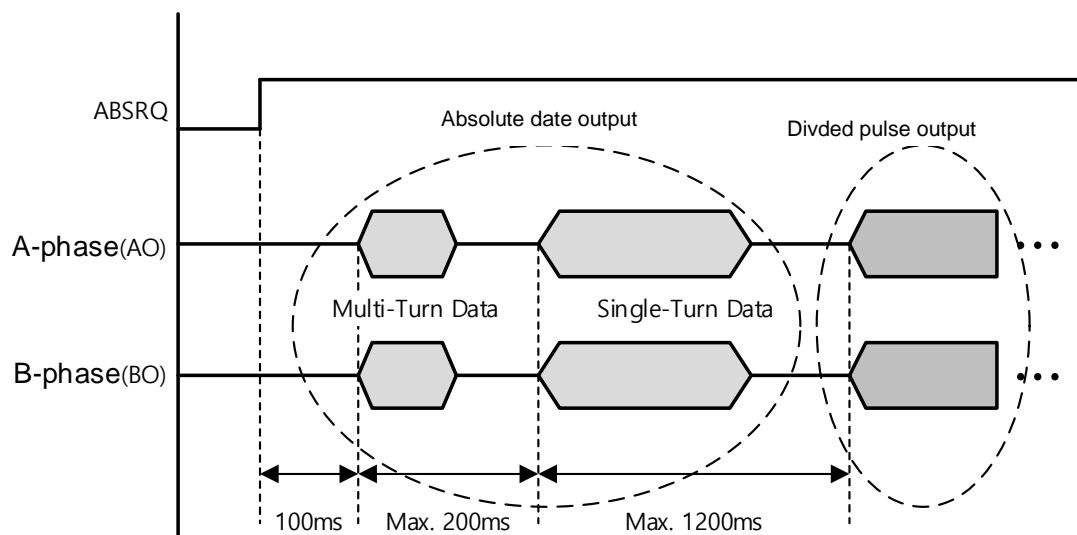 ABSRQ
Absolute date output
Divded pulse output
A-phase(AO)
Multi-Turn Data
Single-Turn Data
B-phase(BO)
100ms
Max. 200ms
Max. 1200ms